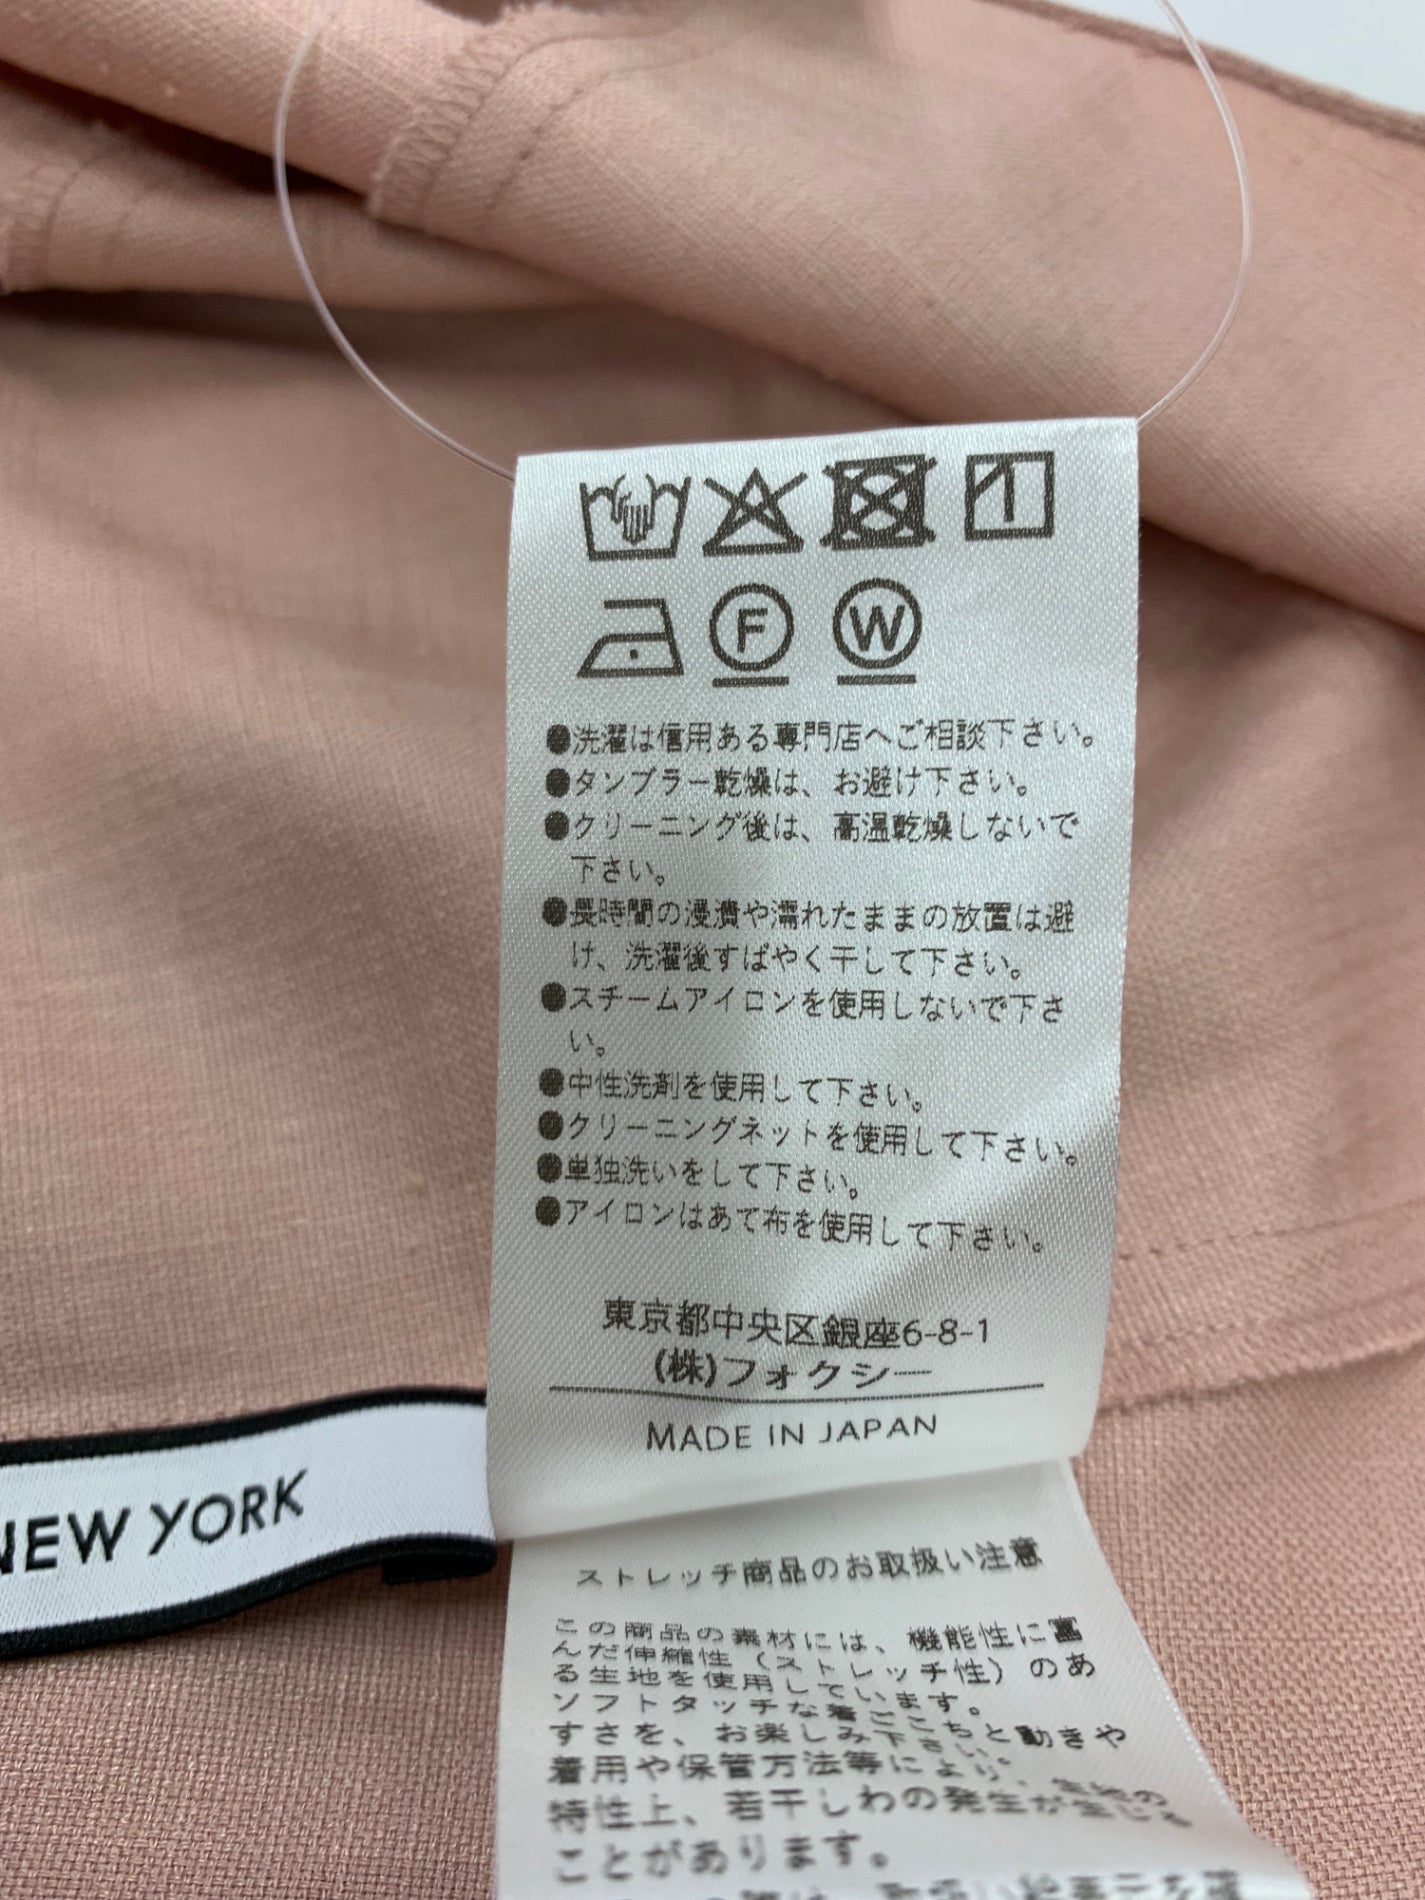 F W
●洗濯は信用ある専門店へご相談下さい。
●タンブラー乾燥は、お避け下さい。
●クリーニング後は、高温乾燥しないで
下さい。
●長時間の浸漬や濡れたままの放置は避
け、洗濯後すばやく干して下さい。
●スチームアイロンを使用しないで下さ
い。
●中性洗剤を使用して下さい。
●クリーニングネットを使用して下さい。
●単独洗いをして下さい。
●アイロンはあて布を使用して下さい。
東京都中央区銀座6-8-1
(株)フォクシー
MADE IN JAPAN
NEW YORK
ストレッチ商品のお取扱い注意
この商品の素材には、機能性に富
んだ伸縮性(ストレッチ性)のあ
る生地を使用しています。
ソフトタッチな着ごこちと動きや
すさを、お楽しみ下さい。
着用や保管方法等により、生地の
特性上、若干しわの発生が生じる
ことがあります。